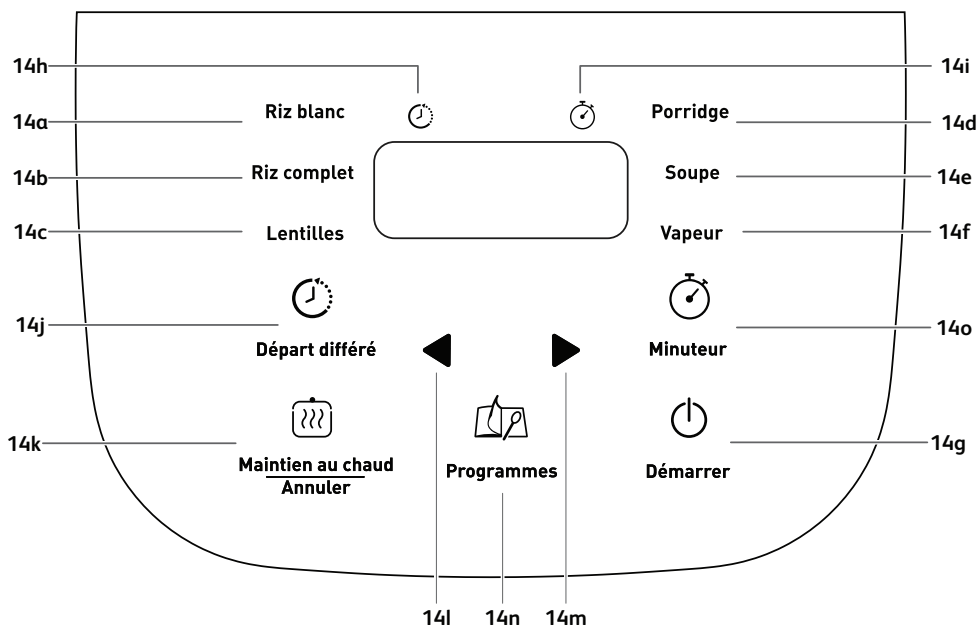 14h
14i
Riz blanc
Porridge
14a
14d
Riz complet
Soupe
14b
14e
14c
Lentilles
Vapeur
14f
14j
14o
Départ différé
Minuteur
14k
14g
Maintien au chaud
Annuler
Programmes
Démarrer
14l
14n
14m